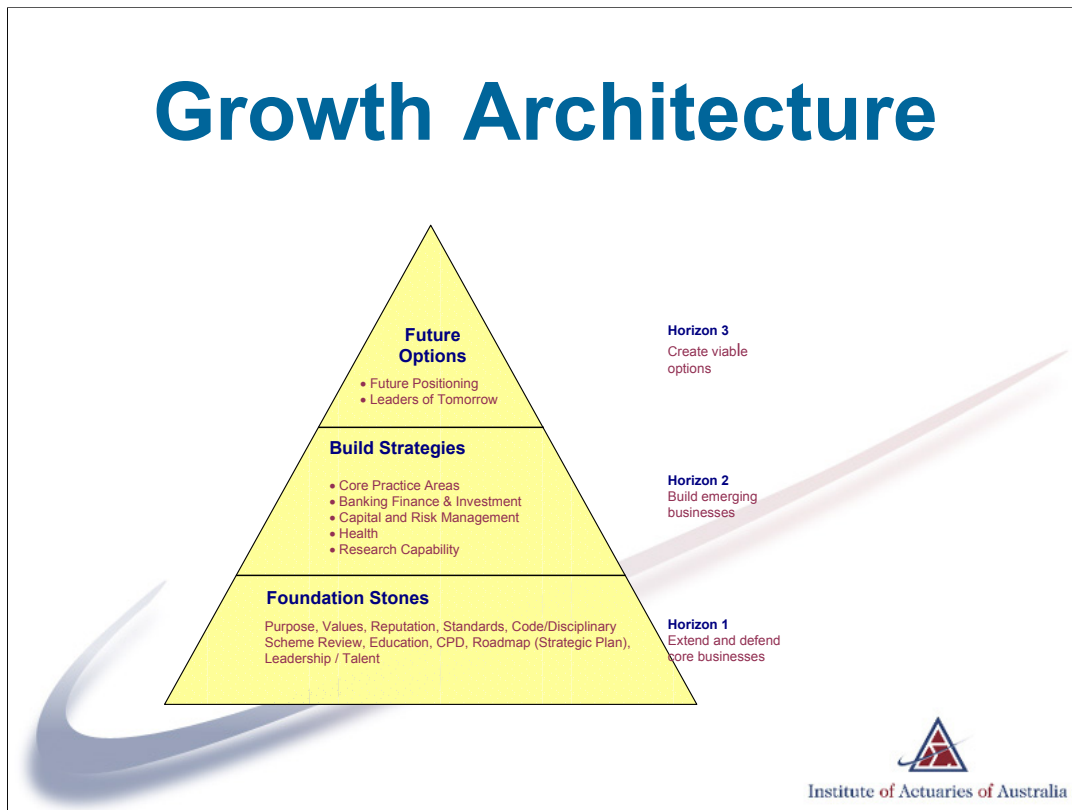 Growth Architecture
Future
Options
• Future Positioning
• Leaders of Tomorrow
Horizon 3
Create viable
options
Build Strategies
• Core Practice Areas
• Banking Finance & Investment
• Capital and Risk Management
• Health
• Research Capability
Horizon 2
Build emerging
businesses
Foundation Stones
Purpose, Values, Reputation, Standards, Code/Disciplinary
Scheme Review, Education, CPD, Roadmap (Strategic Plan),
Leadership / Talent
Horizon 1
Extend and defend
core businesses
Institute of Actuaries of Australia